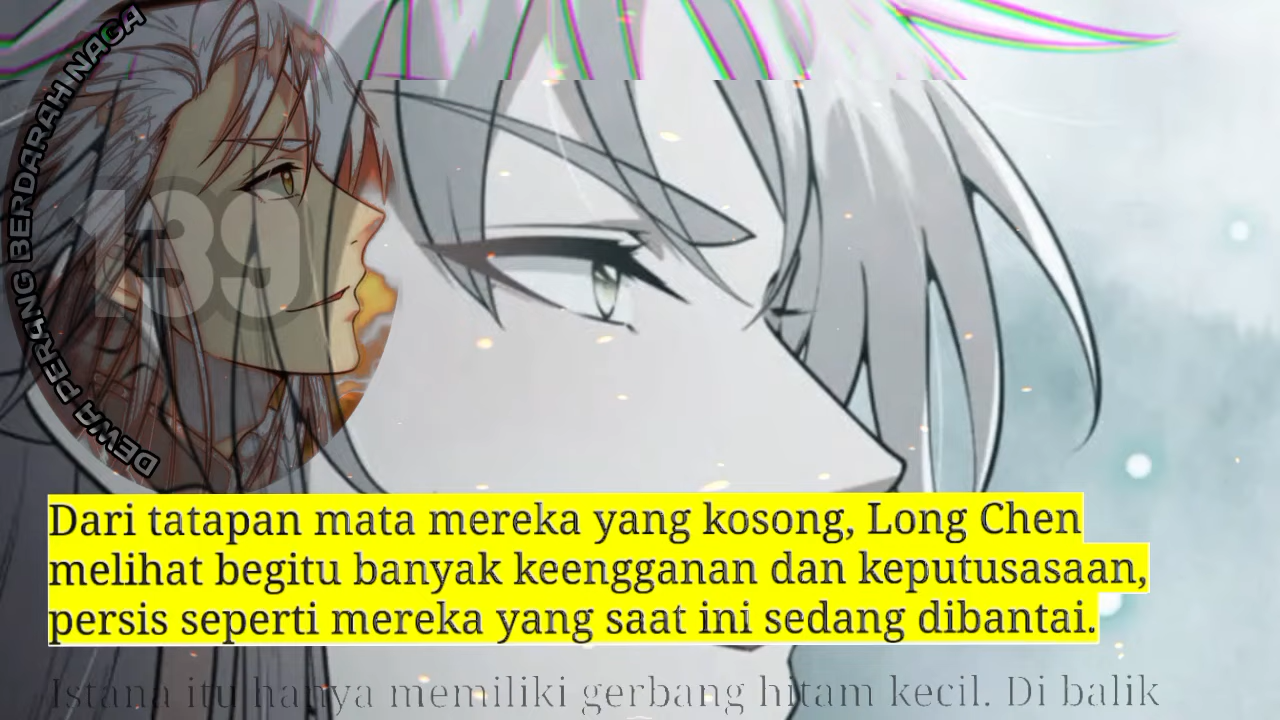 DEWA PERANG BERDARAH NAGA
139
Dari tatapan mata mereka yang kosong, Long Chen
melihat begitu banyak keengganan dan keputusasaan,
persis seperti mereka yang saat ini sedang dibantai.
Istana itu hanya memiliki gerbang hitam kecil. Di balik